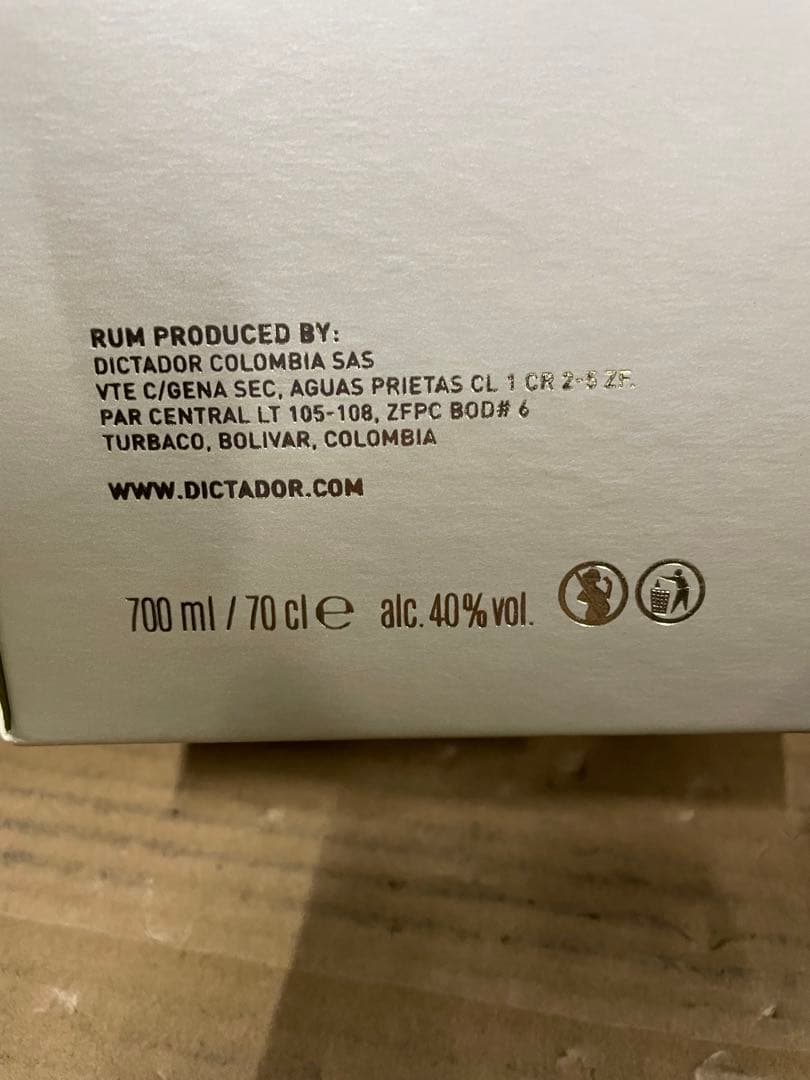 RUM PRODUCED BY:
DICTADOR COLOMBIA SAS
VTE C/GENA SEC, AGUAS PRIETAS CL 1 CR 2-5 ZF.
PAR CENTRAL LT 105-108, ZFPC BOD# 6
TURBACO, BOLIVAR, COLOMBIA
WWW.DICTADOR.COM
700 ml / 70 cl e alc. 40% vol.